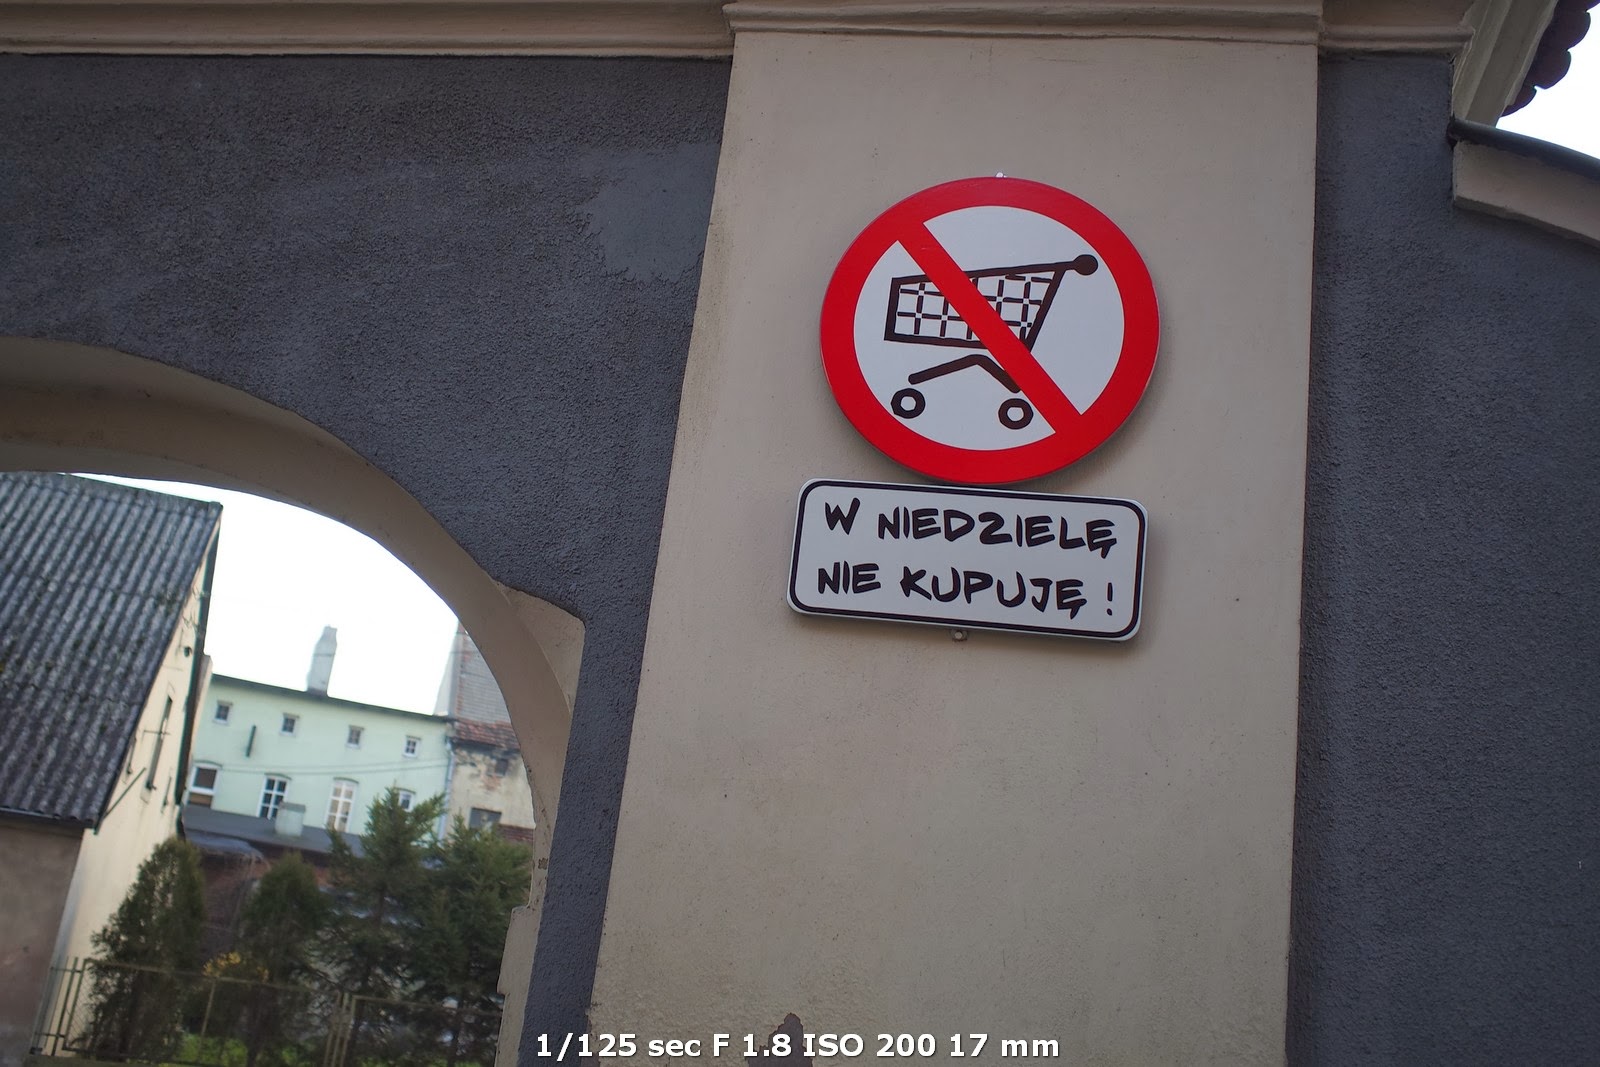 W NIEDZIELĘ
NIE KUPUJĘ !
1/125 sec F 1.8 ISO 200 17 mm